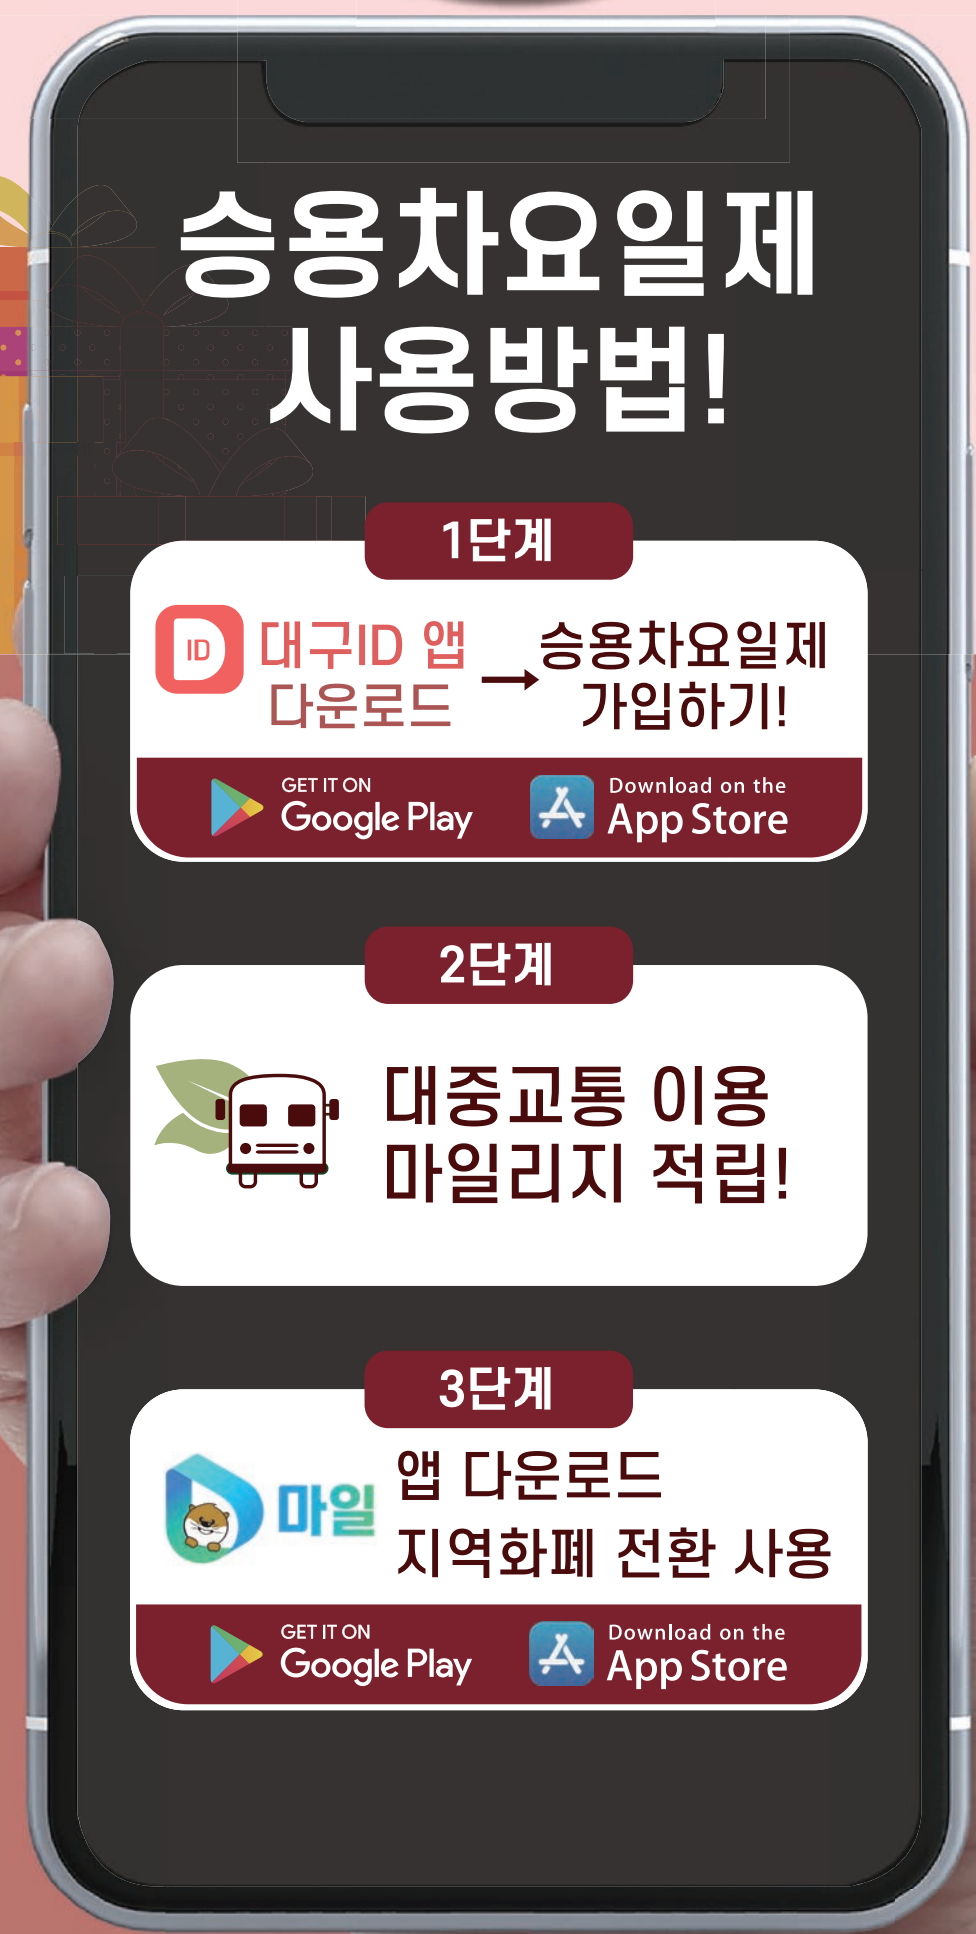 승용차요일제
사용방법!
1단계
ID
대구ID 앱
다운로드
→
승용차요일제
가입하기!
GET IT ON
Google Play
Download on the
App Store
2단계
대중교통 이용
마일리지 적립!
3단계
마일
앱 다운로드
지역화폐 전환 사용
GET IT ON
Google Play
Download on the
App Store